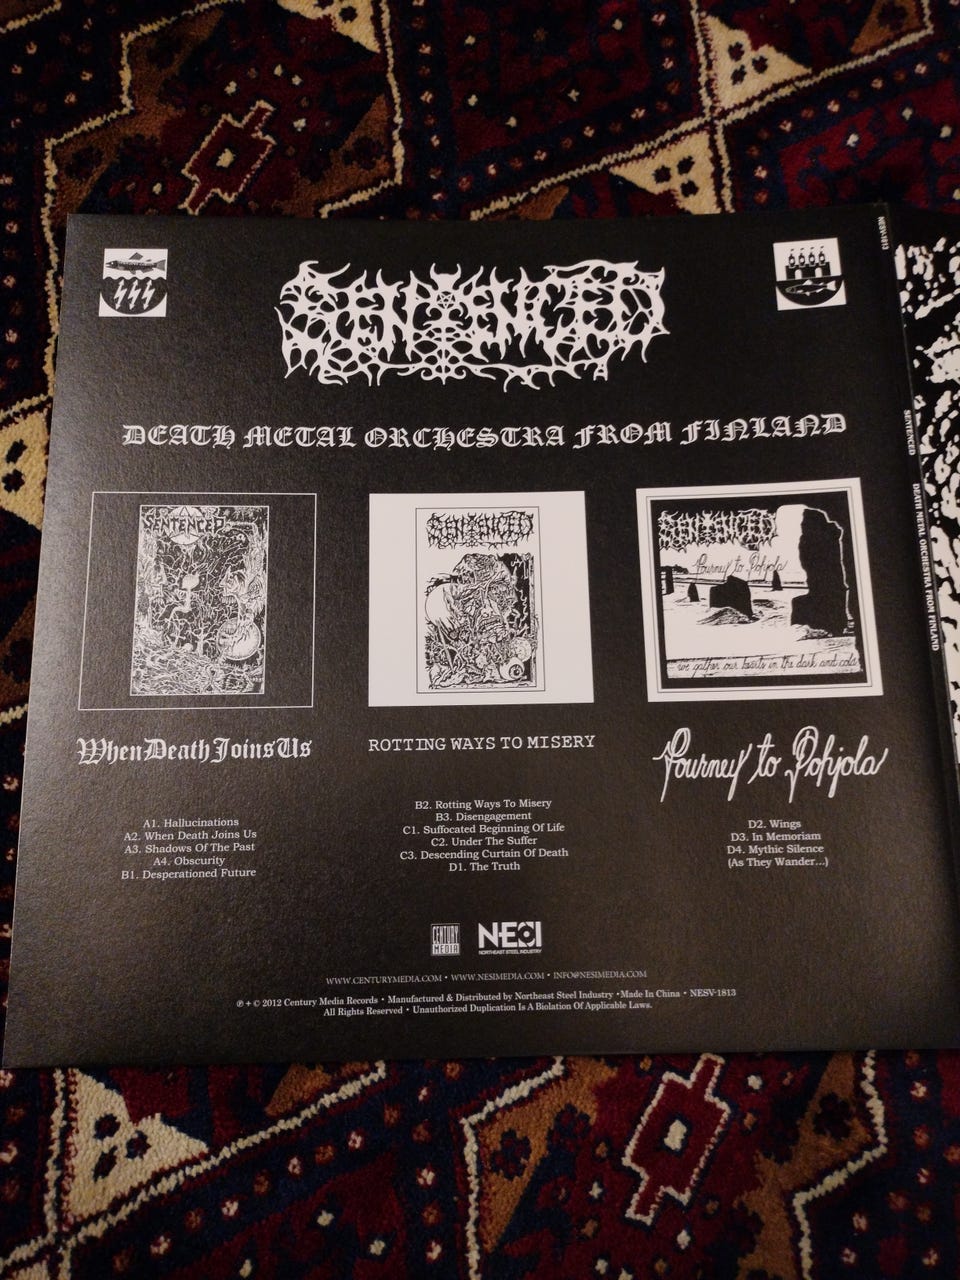 SENTENCED
DEATH METAL ORCHESTRA FROM FINLAND
SENTENCED
SENTENCED
SENTENCED
Journey to Pohjola
we gather our hearts in the dark and cold
When Death Joins Us
ROTTING WAYS TO MISERY
Journey to Pohjola
A1. Hallucinations
A2. When Death Joins Us
A3. Shadows Of The Past
A4. Obscurity
B1. Desperationed Future
B2. Rotting Ways To Misery
B3. Disengagement
C1. Suffocated Beginning Of Life
C2. Under The Suffer
C3. Descending Curtain Of Death
D1. The Truth
D2. Wings
D3. In Memoriam
D4. Mythic Silence
(As They Wander...)
CENTURY
MEDIA
NESI
NORTHEAST STEEL INDUSTRY
WWW.CENTURYMEDIA.COM • WWW.NESIMEDIA.COM • INFO@NESIMEDIA.COM
℗ + © 2012 Century Media Records • Manufactured & Distributed by Northeast Steel Industry •Made In China • NESV-1813
All Rights Reserved • Unauthorized Duplication Is A Biolation Of Applicable Laws.
NESV-1813
SENTENCED
DEATH METAL ORCHESTRA FROM FINLAND